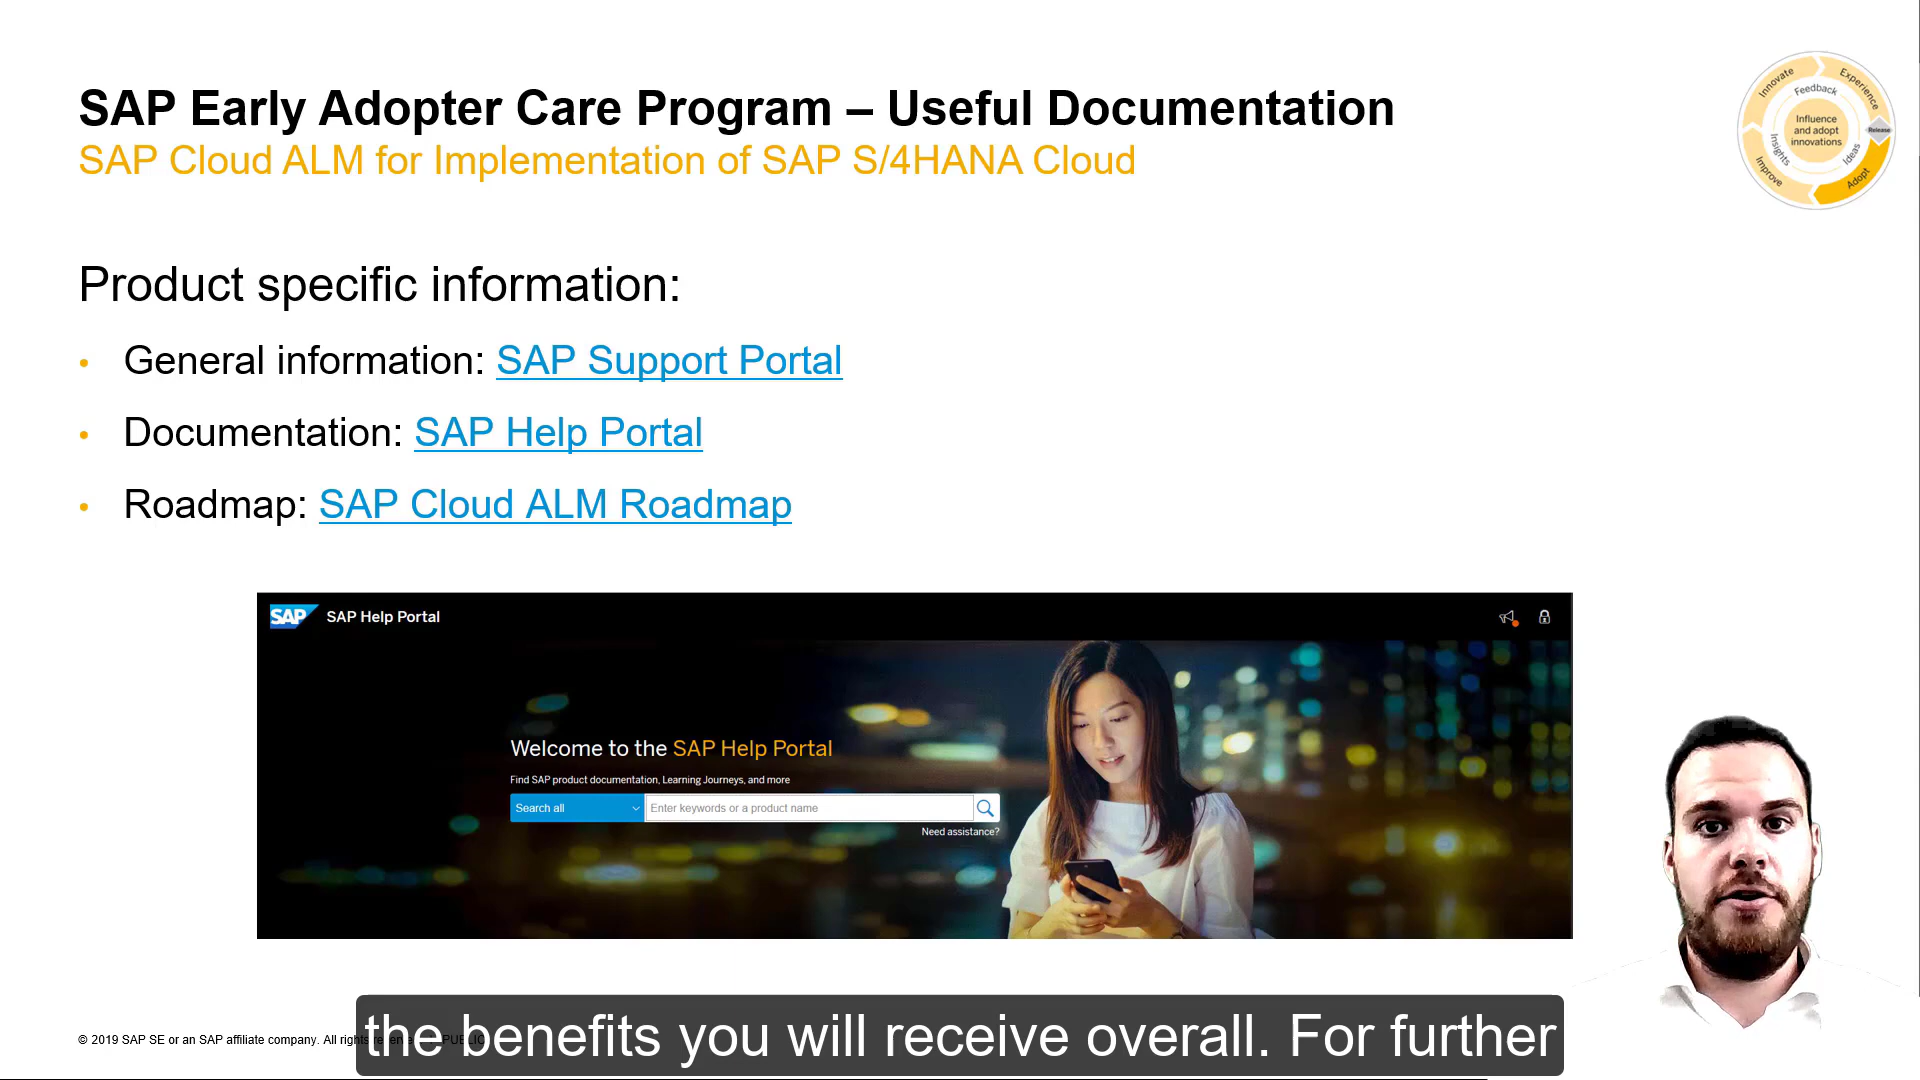 SAP Early Adopter Care Program – Useful Documentation
SAP Cloud ALM for Implementation of SAP S/4HANA Cloud
Innovate
Experience
Feedback
Influence
and adopt
innovations
Release
Insights
Ideas
Improve
Adopt
Product specific information:
• General information: SAP Support Portal
• Documentation: SAP Help Portal
• Roadmap: SAP Cloud ALM Roadmap
SAP SAP Help Portal
Welcome to the SAP Help Portal
Find SAP product documentation, Learning Journeys, and more
Search all Enter keywords or a product name
Need assistance?
© 2019 SAP SE or an SAP affiliate company. All rights
the benefits you will receive overall. For further